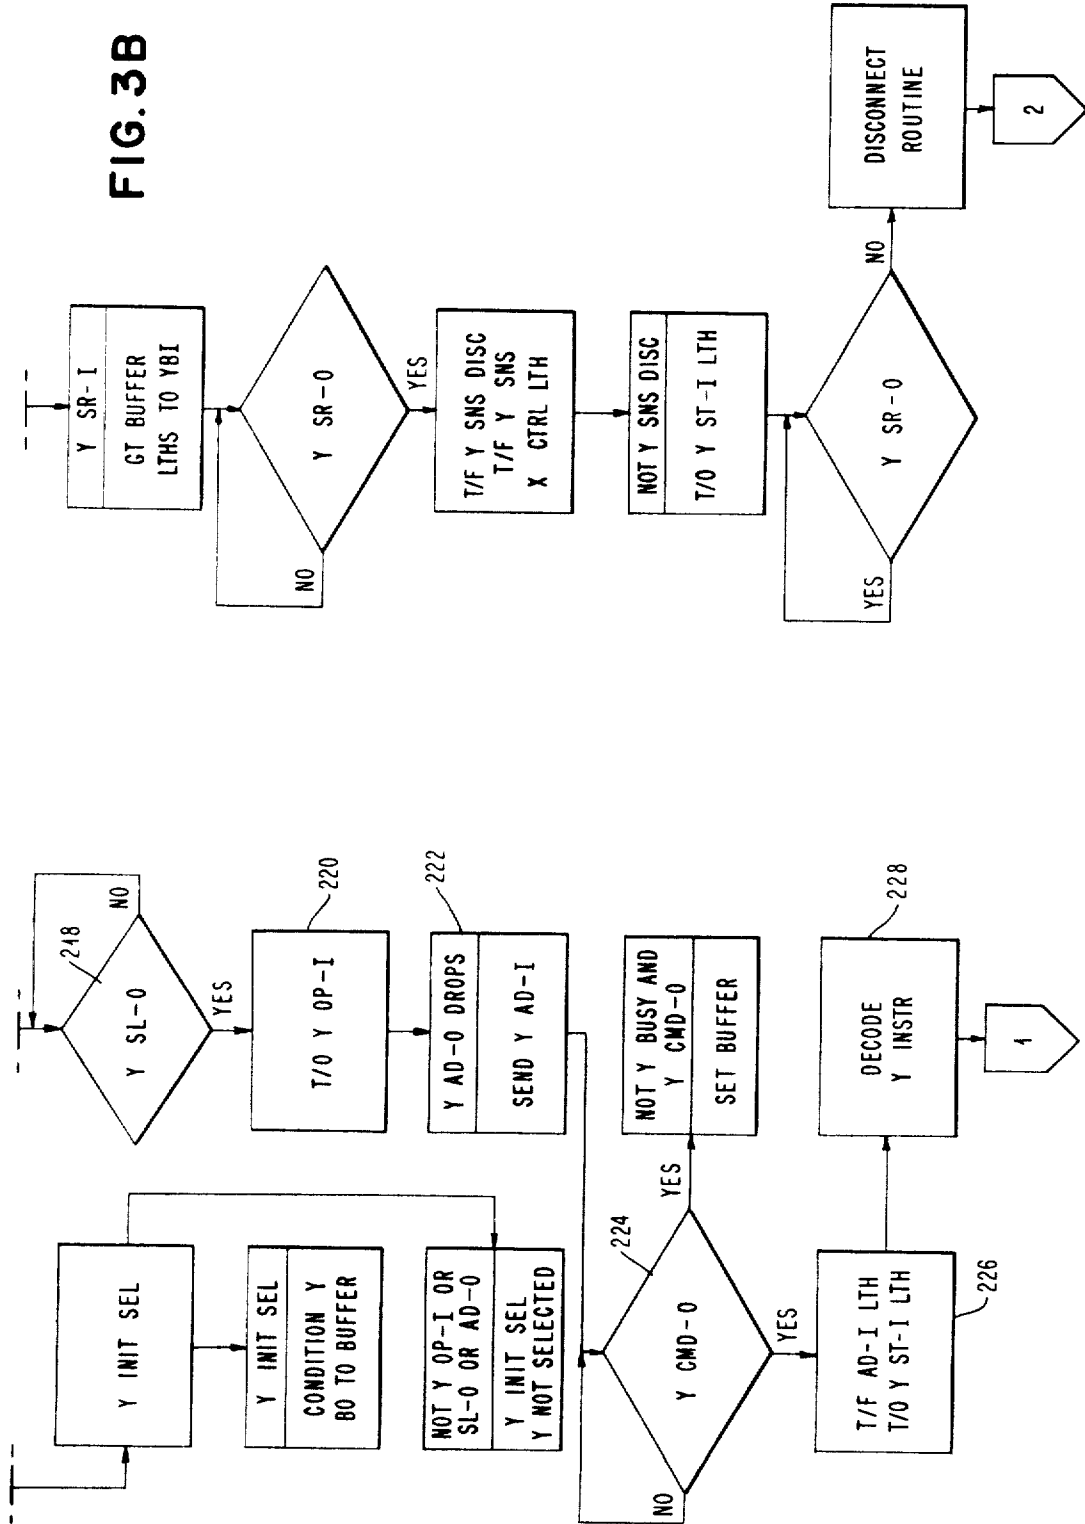 FIG. 3B
Y INIT SEL
Y INIT SEL
CONDITION Y
BO TO BUFFER
NOT Y OP-I OR
SL-O OR AD-O
Y INIT SEL
Y NOT SELECTED
218
Y SL-O
NO
YES
220
T/O Y OP-I
222
Y AD-O DROPS
SEND Y AD-I
224
Y CMD-O
NO
YES
NOT Y BUSY AND
Y CMD-O
SET BUFFER
YES
T/F AD-I LTH
T/O Y ST-I LTH
226
228
DECODE
Y INSTR
1
Y SR-I
GT BUFFER
LTHS TO YBI
Y SR-O
NO
YES
T/F Y SNS DISC
T/F Y SNS
X CTRL LTH
NOT Y SNS DISC
T/O Y ST-I LTH
Y SR-O
YES
NO
DISCONNECT
ROUTINE
2